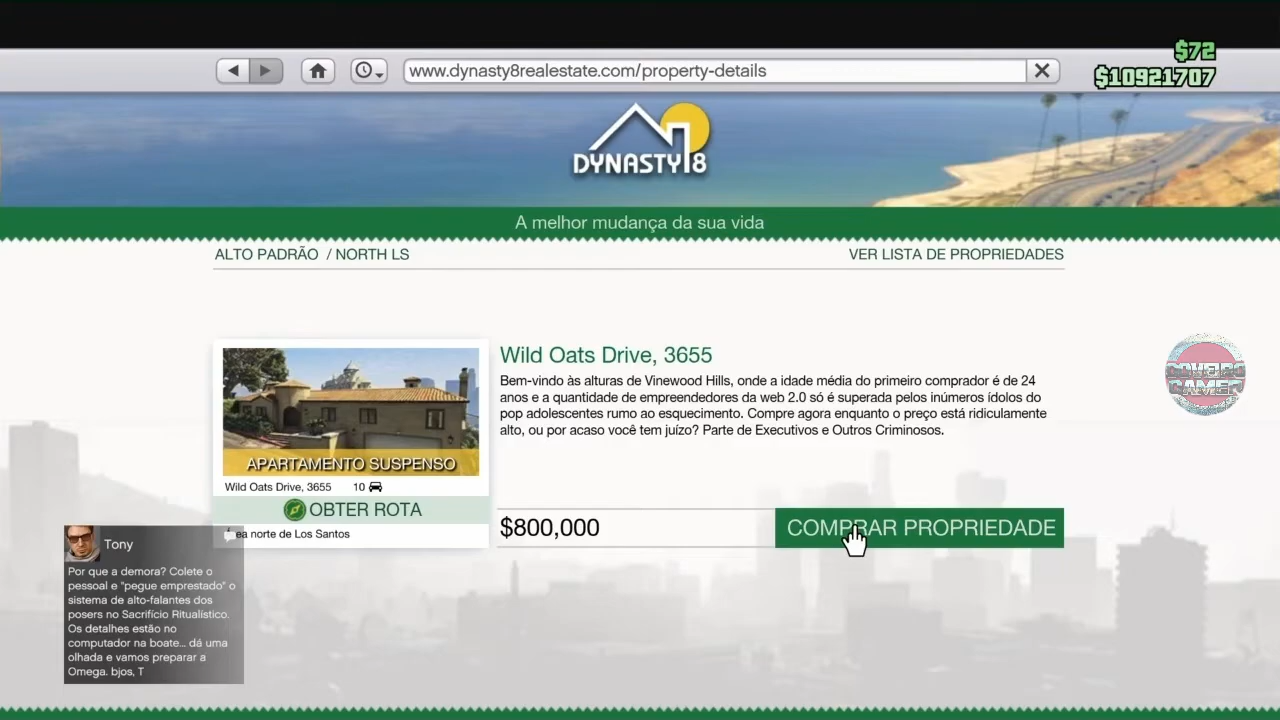 $72
www.dynasty8realestate.com/property-details
$10921707
DYNASTY 8
A melhor mudança da sua vida
ALTO PADRÃO / NORTH LS
VER LISTA DE PROPRIEDADES
Wild Oats Drive, 3655
Bem-vindo às alturas de Vinewood Hills, onde a idade média do primeiro comprador é de 24
anos e a quantidade de empreendedores da web 2.0 só é superada pelos inúmeros ídolos do
pop adolescentes rumo ao esquecimento. Compre agora enquanto o preço está ridiculamente
alto, ou por acaso você tem juízo? Parte de Executivos e Outros Criminosos.
APARTAMENTO SUSPENSO
Wild Oats Drive, 3655 10
OBTER ROTA
ea norte de Los Santos
$800,000
COMPRAR PROPRIEDADE
COVEIRO
GAMER
Tony
Por que a demora? Colete o
pessoal e "pegue emprestado" o
sistema de alto-falantes dos
posers no Sacrifício Ritualístico.
Os detalhes estão no
computador na boate... dá uma
olhada e vamos preparar a
Omega. bjos, T